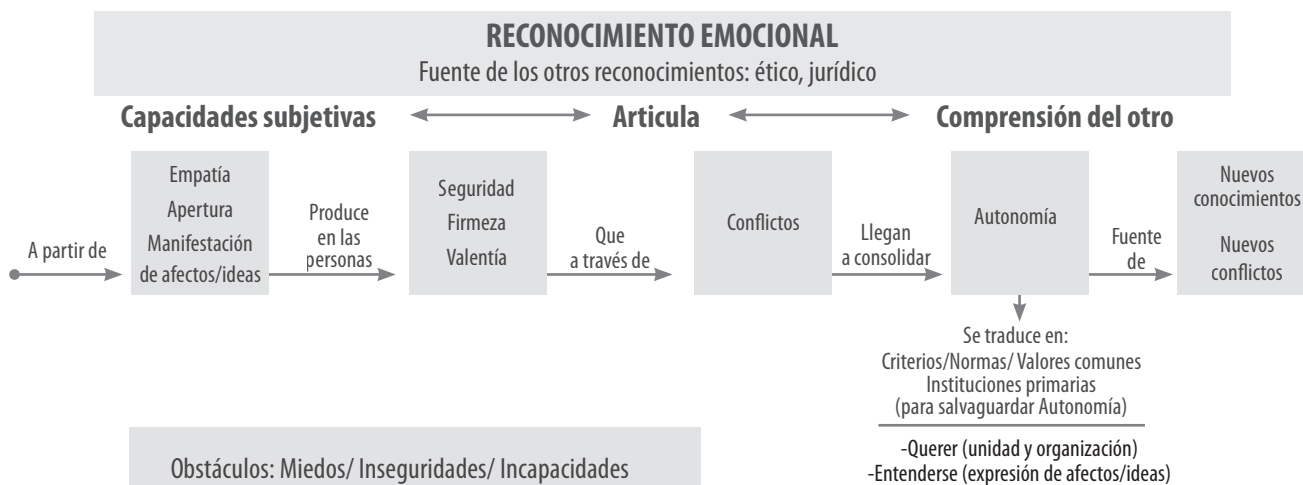 RECONOCIMIENTO EMOCIONAL
Fuente de los otros reconocimientos: ético, jurídico
Capacidades subjetivas
Articula
Comprensión del otro
A partir de
Empatía
Apertura
Manifestación
de afectos/ideas
Produce
en las
personas
Seguridad
Firmeza
Valentía
Que
a través de
Conflictos
Llegan
a consolidar
Autonomía
Fuente
de
Nuevos
conocimientos
Nuevos
conflictos
Se traduce en:
Criterios/Normas/ Valores comunes
Instituciones primarias
(para salvaguardar Autonomía)
-Querer (unidad y organización)
-Entenderse (expresión de afectos/ideas)
Obstáculos: Miedos/ Inseguridades/ Incapacidades